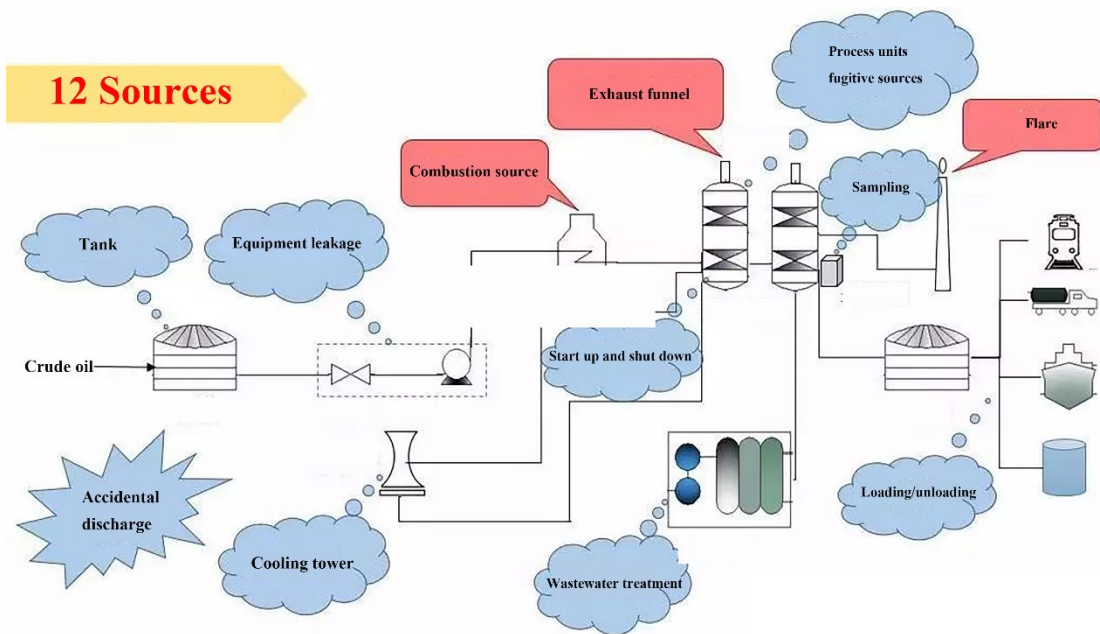 12 Sources
Process units
fugitive sources
Exhaust funnel
Flare
Combustion source
Sampling
Tank
Equipment leakage
Crude oil
Start up and shut down
Accidental
discharge
Loading/unloading
Cooling tower
Wastewater treatment